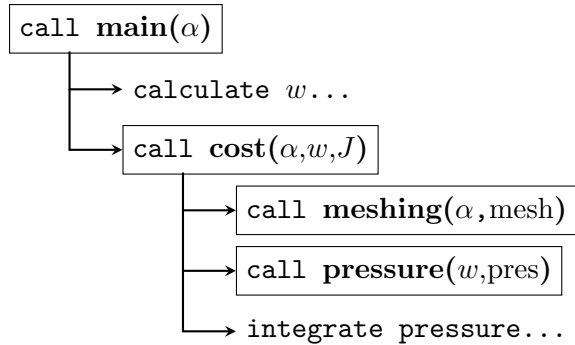 call main(α)
calculate w...
call cost(α,w,J)
call meshing(α,mesh)
call pressure(w,pres)
integrate pressure...